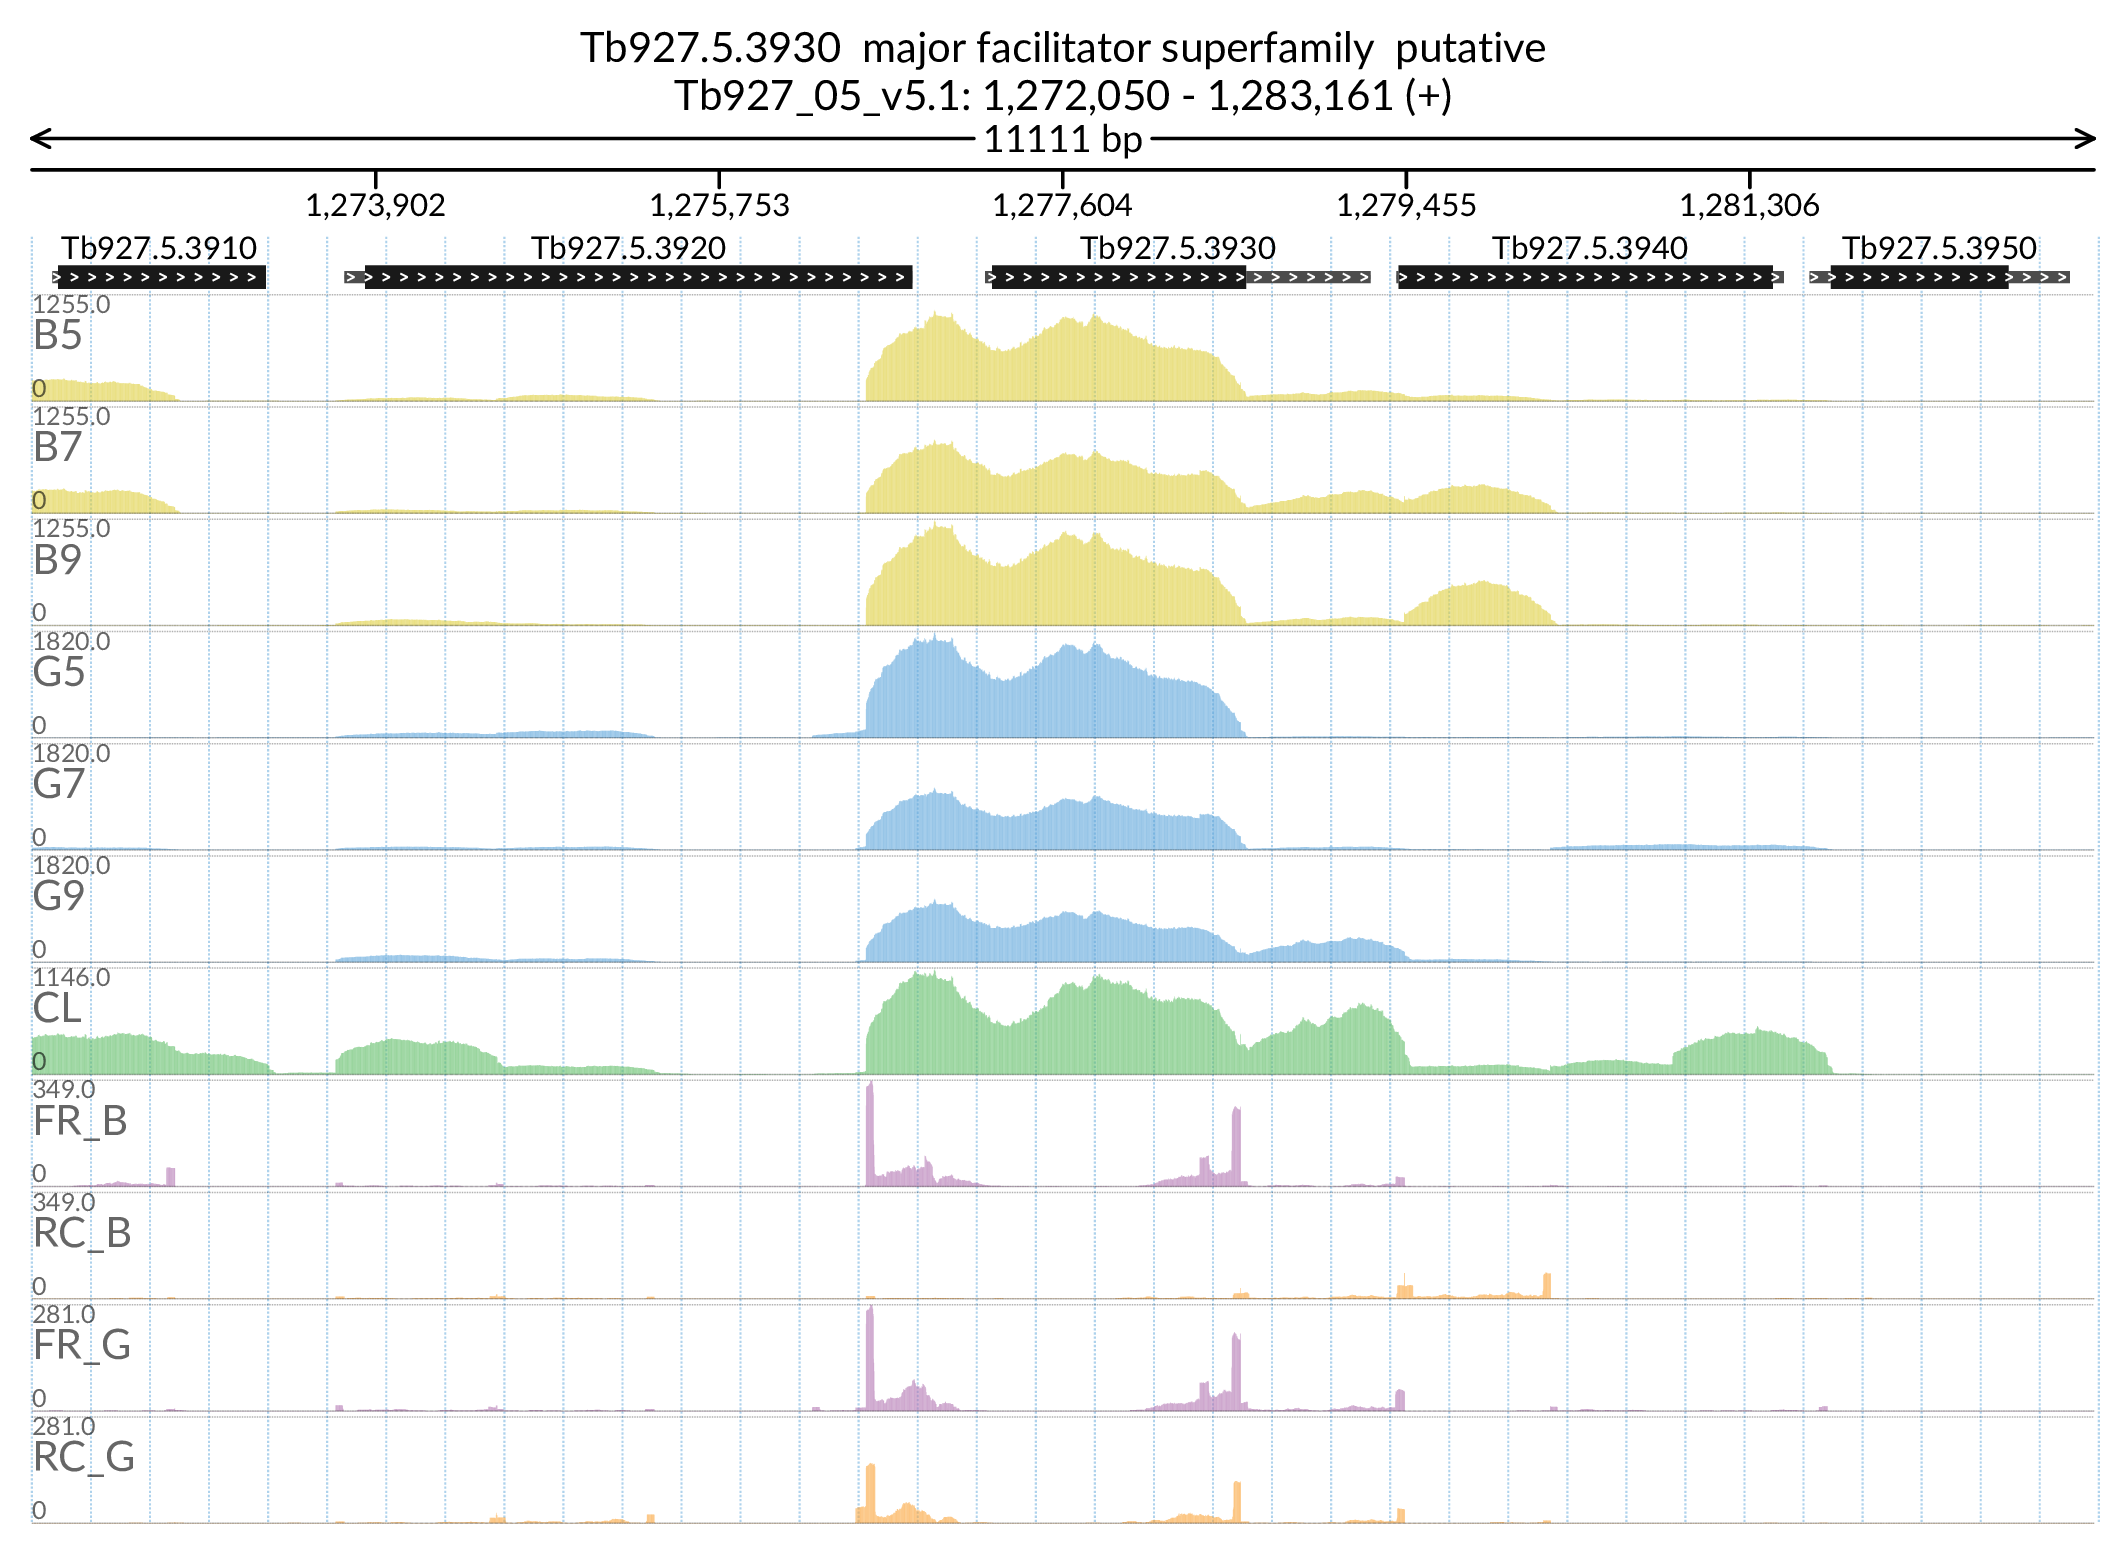 Tb927.5.3930  major facilitator superfamily  putative
Tb927_05_v5.1: 1,272,050 - 1,283,161 (+)
11111 bp
1,273,902 1,275,753 1,277,604 1,279,455 1,281,306
Tb927.5.3910 Tb927.5.3920 Tb927.5.3930 Tb927.5.3940 Tb927.5.3950
1255.0
B5
0
1255.0
B7
0
1255.0
B9
0
1820.0
G5
0
1820.0
G7
0
1820.0
G9
0
1146.0
CL
0
349.0
FR_B
0
349.0
RC_B
0
281.0
FR_G
0
281.0
RC_G
0